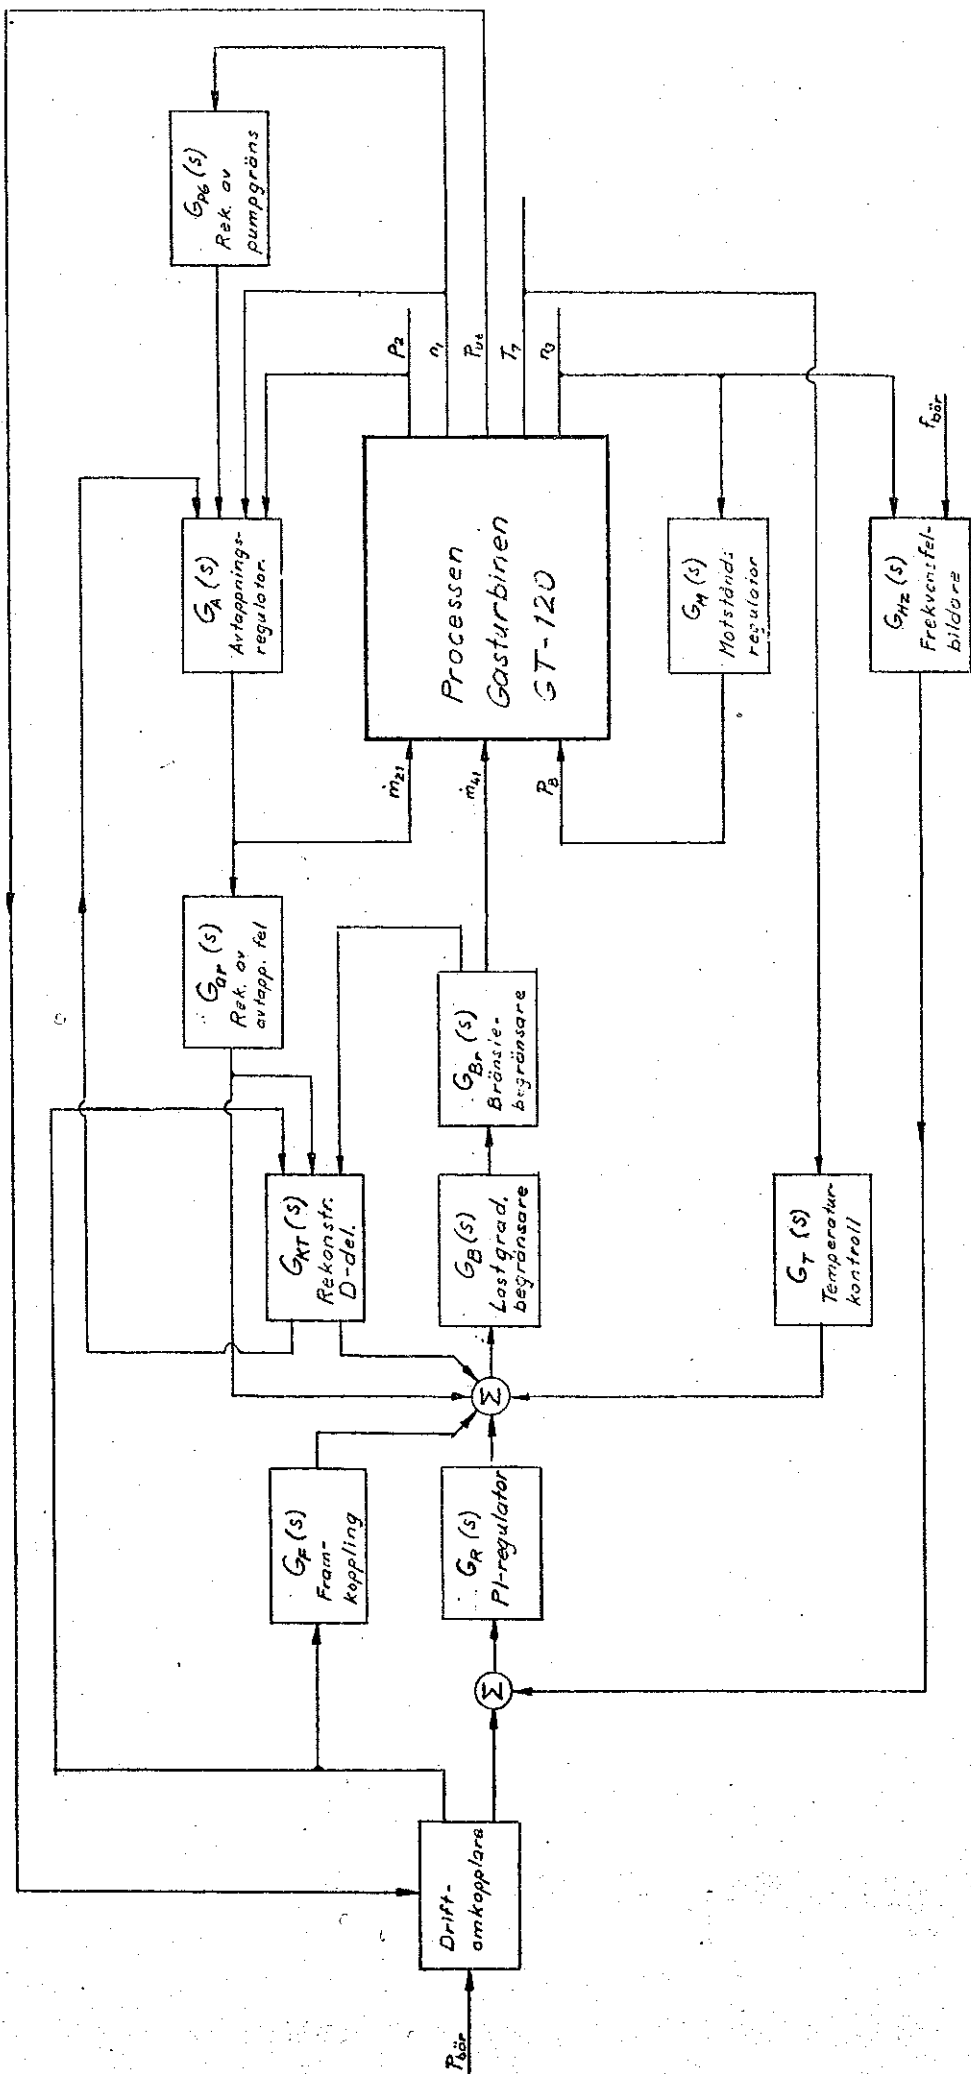 P_bör
Drift-
omkopplare
Σ
G_F(s)
Fram-
koppling
G_R(s)
PI-regulator
Σ
G_KT(s)
Rekonstr.
D-del.
G_B(s)
Lastgrad.
begränsare
G_Br(s)
Bränsle-
begränsare
G_T(s)
Temperatur-
kontroll
G_ar(s)
Rek. av
avtapp. fel
ṁ_21
ṁ_41
P_B
G_A(s)
Avtappnings-
regulator.
Processen
Gasturbinen
GT-120
G_M(s)
Motstånds
regulator
G_HZ(s)
Frekvensfel-
bildare
P_2
n_1
P_ut
T_7
n_3
f_bör
G_PG(s)
Rek. av
pumpgräns